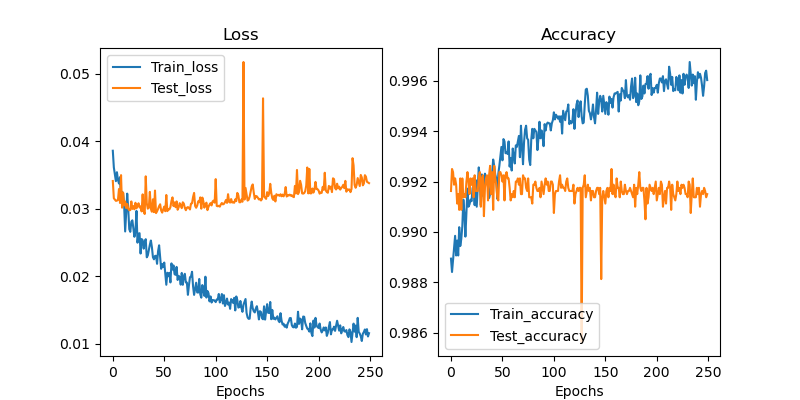 Loss
Accuracy
Train_loss
Test_loss
0.05
0.04
0.03
0.02
0.01
0 50 100 150 200 250
Epochs
0.996
0.994
0.992
0.990
0.988
0.986
Train_accuracy
Test_accuracy
0 50 100 150 200 250
Epochs